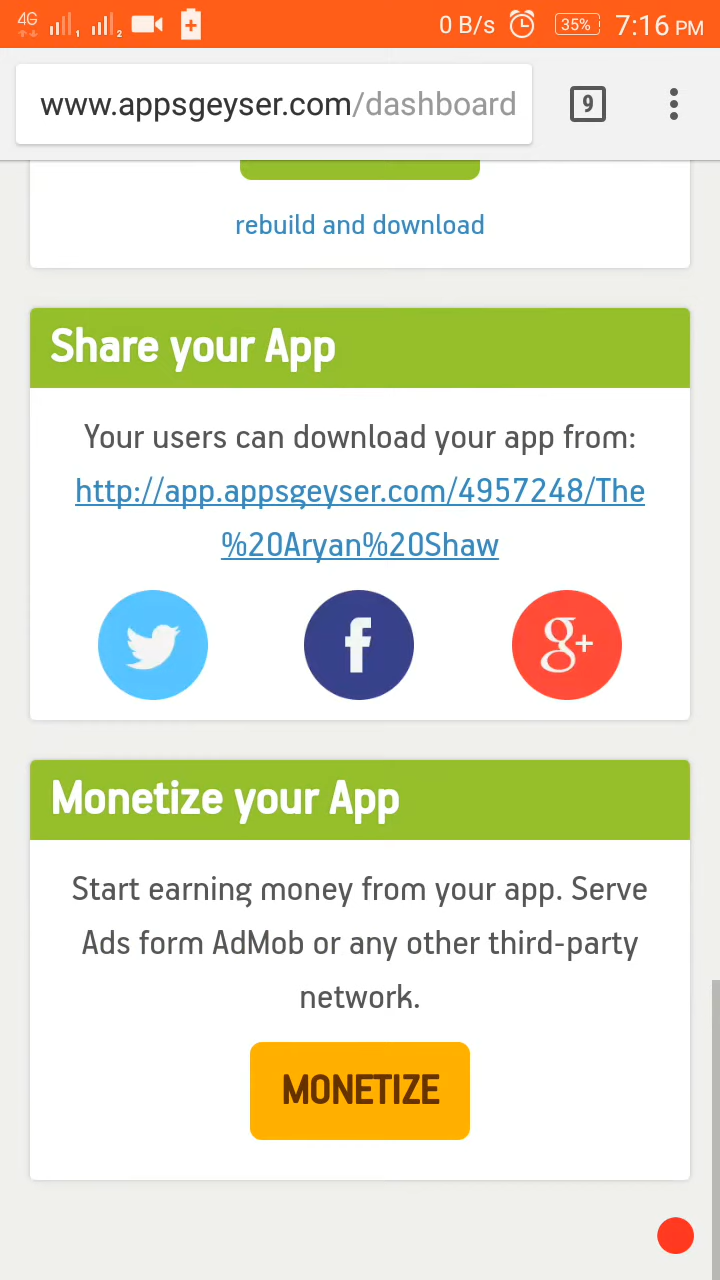 4G 1 2 0 B/s 35% 7:16 PM
www.appsgeyser.com/dashboard 9
rebuild and download
Share your App
Your users can download your app from:
http://app.appsgeyser.com/4957248/The
%20Aryan%20Shaw
f g+
Monetize your App
Start earning money from your app. Serve
Ads form AdMob or any other third-party
network.
MONETIZE